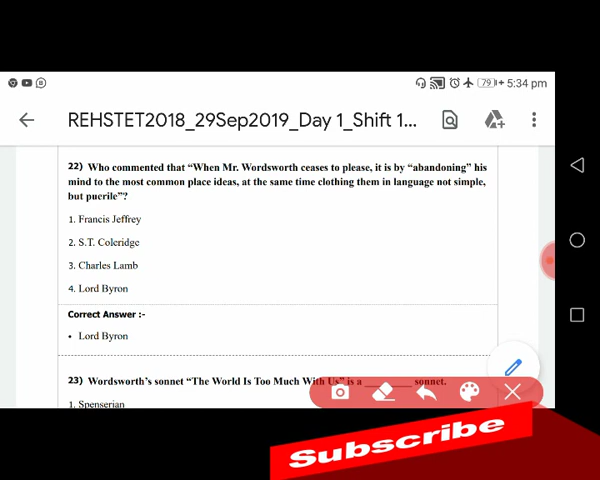 79 + 5:34 pm
REHSTET2018_29Sep2019_Day 1_Shift 1...
22) Who commented that “When Mr. Wordsworth ceases to please, it is by “abandoning” his
mind to the most common place ideas, at the same time clothing them in language not simple,
but puerile”?
1. Francis Jeffrey
2. S.T. Coleridge
3. Charles Lamb
4. Lord Byron
Correct Answer :-
• Lord Byron
23) Wordsworth’s sonnet “The World Is Too Much With Us” is a ________ sonnet.
1. Spenserian
Subscribe